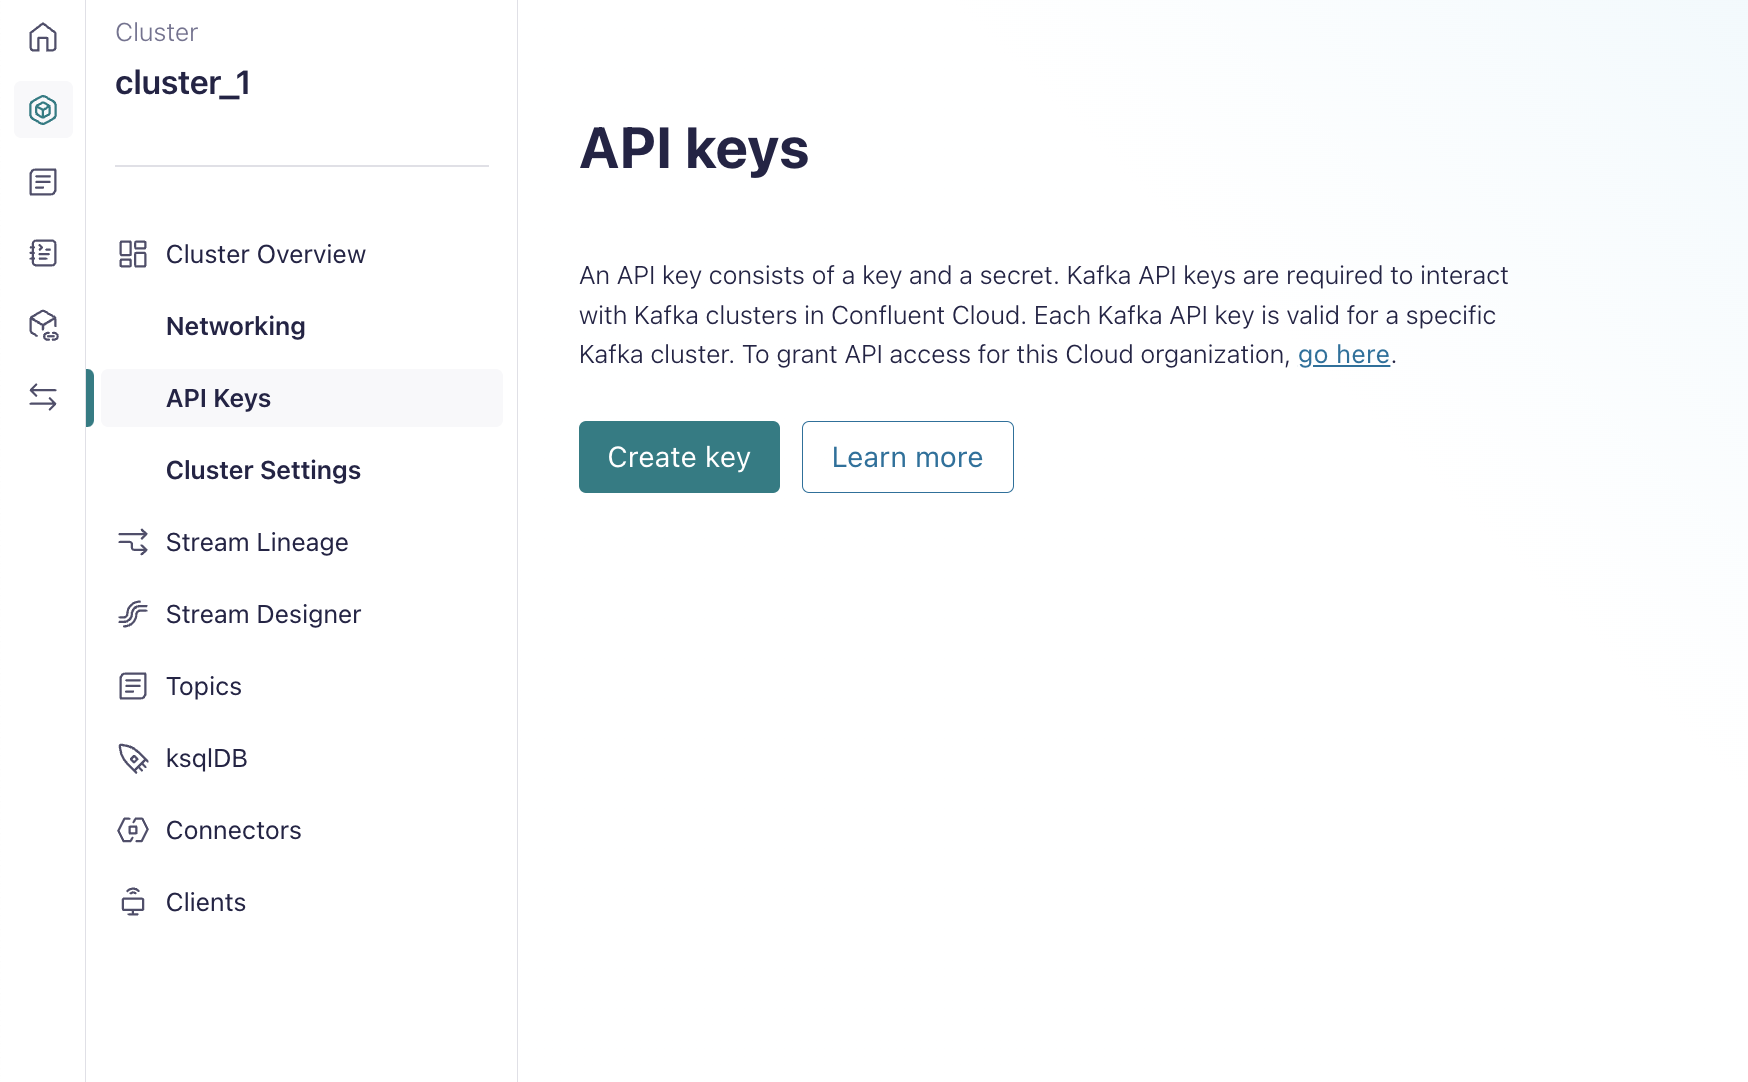 Cluster
cluster_1
Cluster Overview
Networking
API Keys
Cluster Settings
Stream Lineage
Stream Designer
Topics
ksqlDB
Connectors
Clients
API keys
An API key consists of a key and a secret. Kafka API keys are required to interact
with Kafka clusters in Confluent Cloud. Each Kafka API key is valid for a specific
Kafka cluster. To grant API access for this Cloud organization, go here.
Create key
Learn more